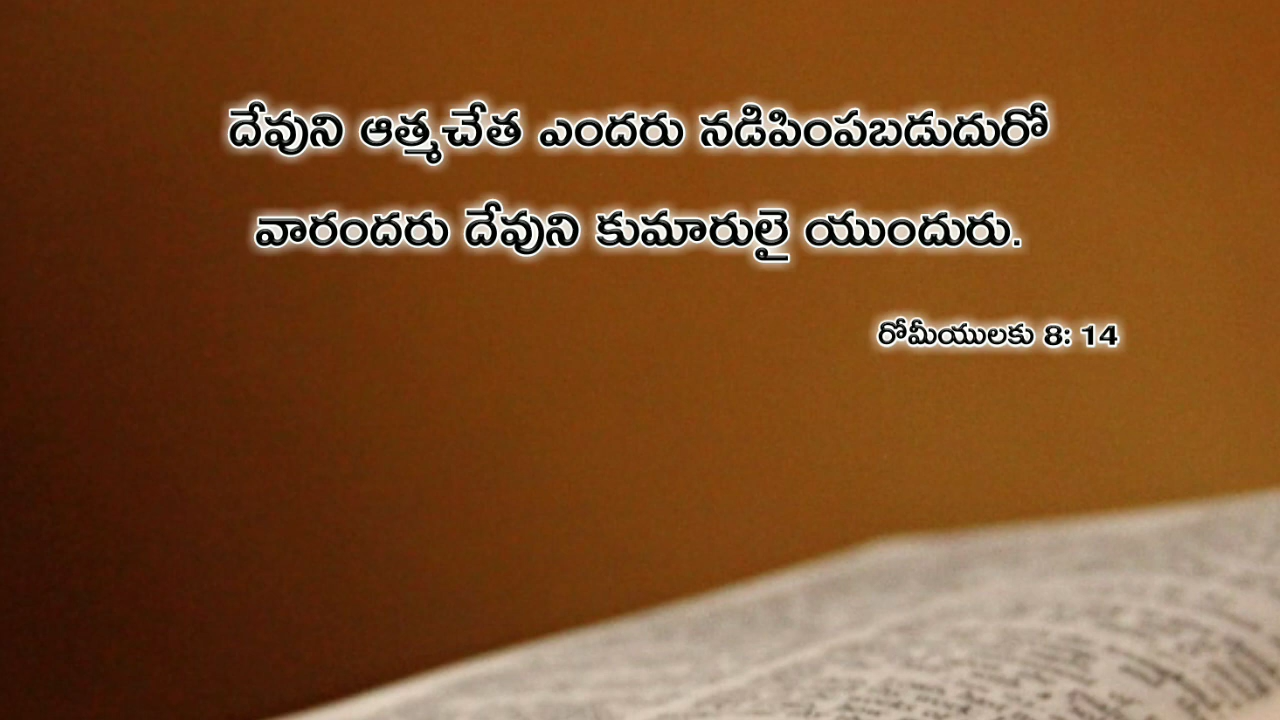 దేవుని ఆత్మచేత ఎందరు నడిపింపబడుదురో
వారందరు దేవుని కుమారులై యుందురు.
రోమీయులకు 8: 14